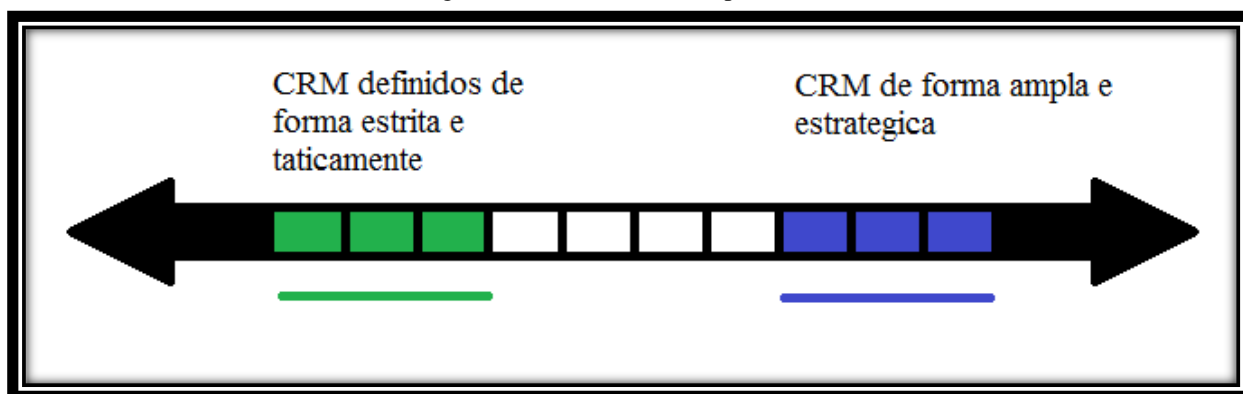 CRM definidos de
forma estrita e
taticamente
CRM de forma ampla e
estrategica